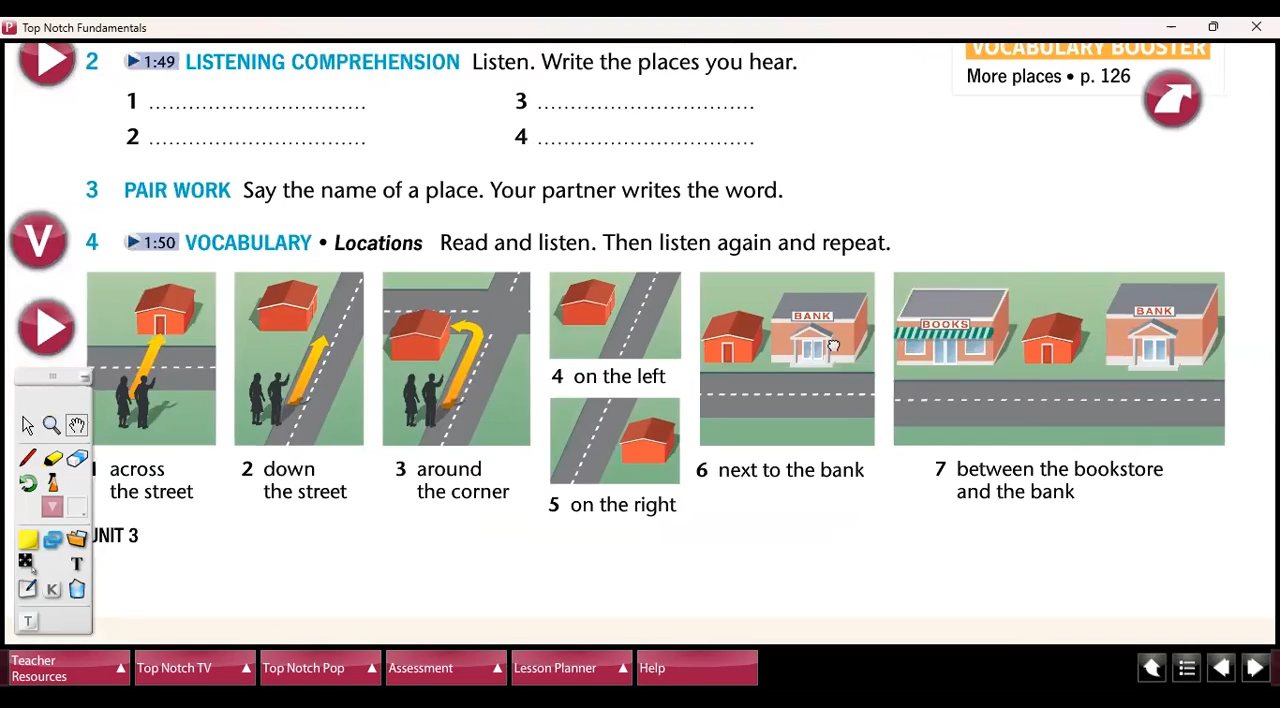 Top Notch Fundamentals
2 1:49 LISTENING COMPREHENSION Listen. Write the places you hear.
VOCABULARY BOOSTER
More places • p. 126
1 ............................... 3 ...............................
2 ............................... 4 ...............................
3 PAIR WORK Say the name of a place. Your partner writes the word.
V
4 1:50 VOCABULARY • Locations Read and listen. Then listen again and repeat.
BANK
BOOKS
BANK
1 across
the street
2 down
the street
3 around
the corner
4 on the left
5 on the right
6 next to the bank
7 between the bookstore
and the bank
UNIT 3
T
K
T
Teacher
Resources
Top Notch TV
Top Notch Pop
Assessment
Lesson Planner
Help